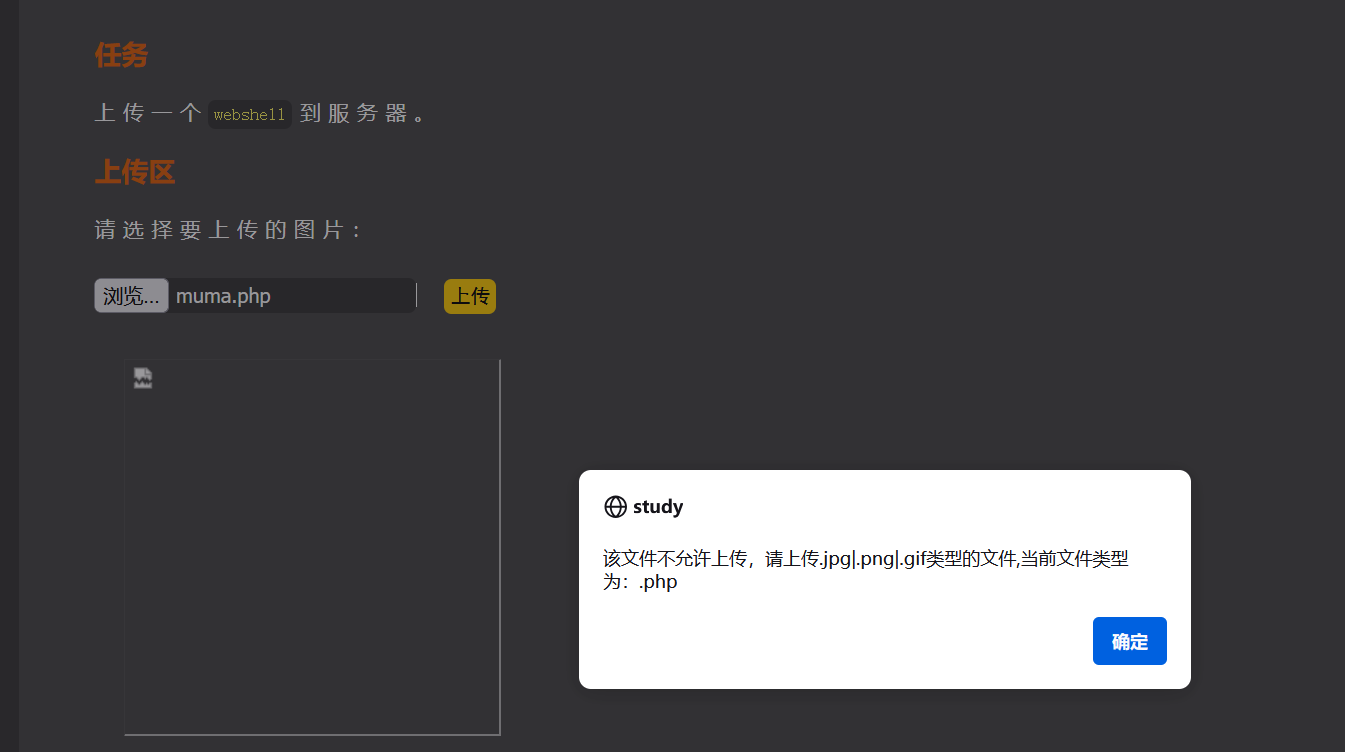 任务
上传一个 webshell 到服务器。
上传区
请选择要上传的图片：
浏览... muma.php 上传
study
该文件不允许上传，请上传.jpg|.png|.gif类型的文件,当前文件类型
为：.php
确定